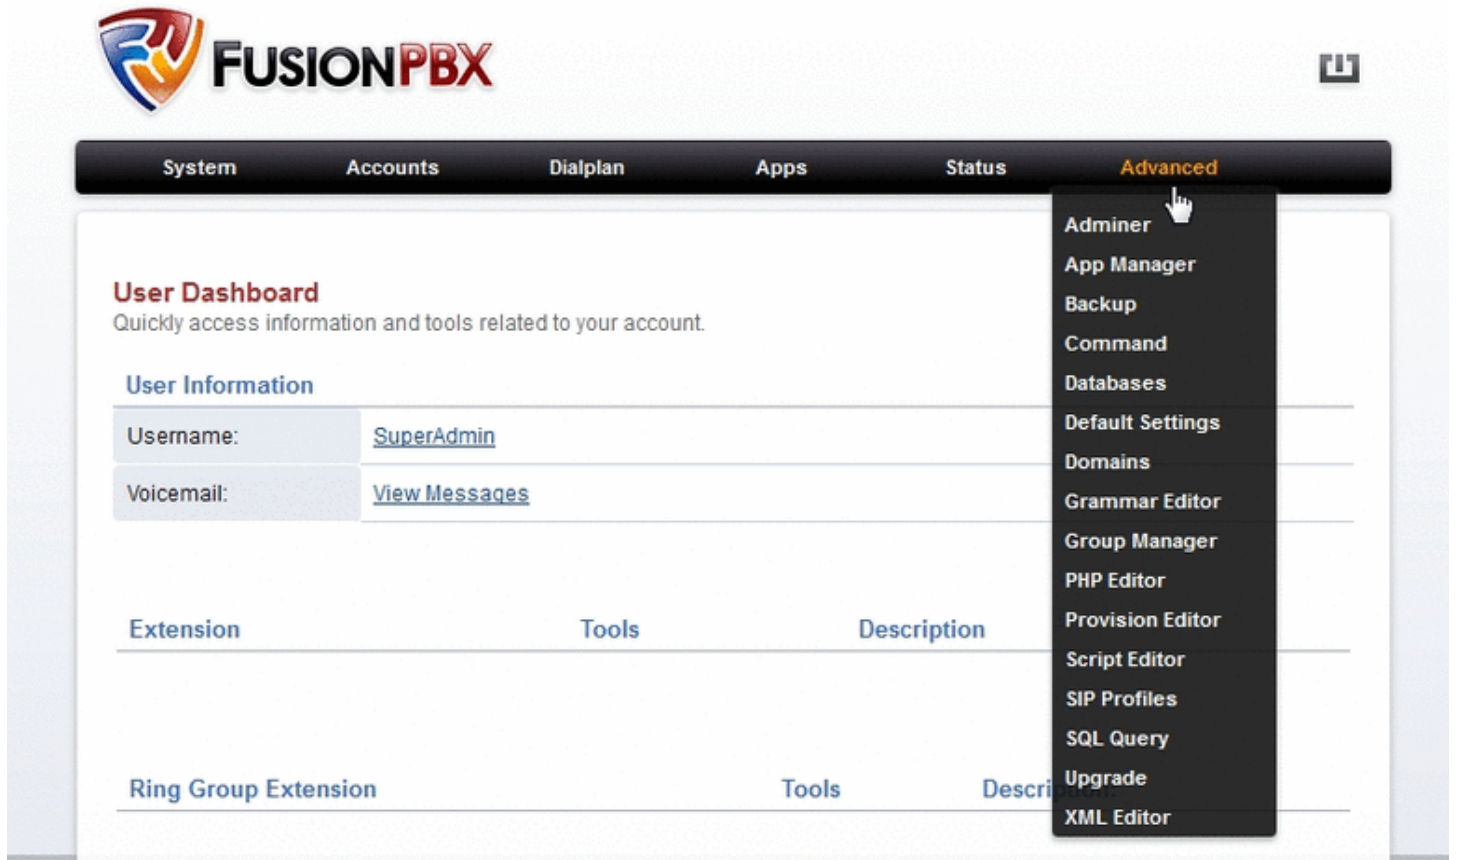 FUSIONPBX
System Accounts Dialplan Apps Status Advanced
Adminer
App Manager
Backup
Command
Databases
Default Settings
Domains
Grammar Editor
Group Manager
PHP Editor
Provision Editor
Script Editor
SIP Profiles
SQL Query
Upgrade
XML Editor
User Dashboard
Quickly access information and tools related to your account.
User Information
Username: SuperAdmin
Voicemail: View Messages
Extension Tools Description
Ring Group Extension Tools Description: